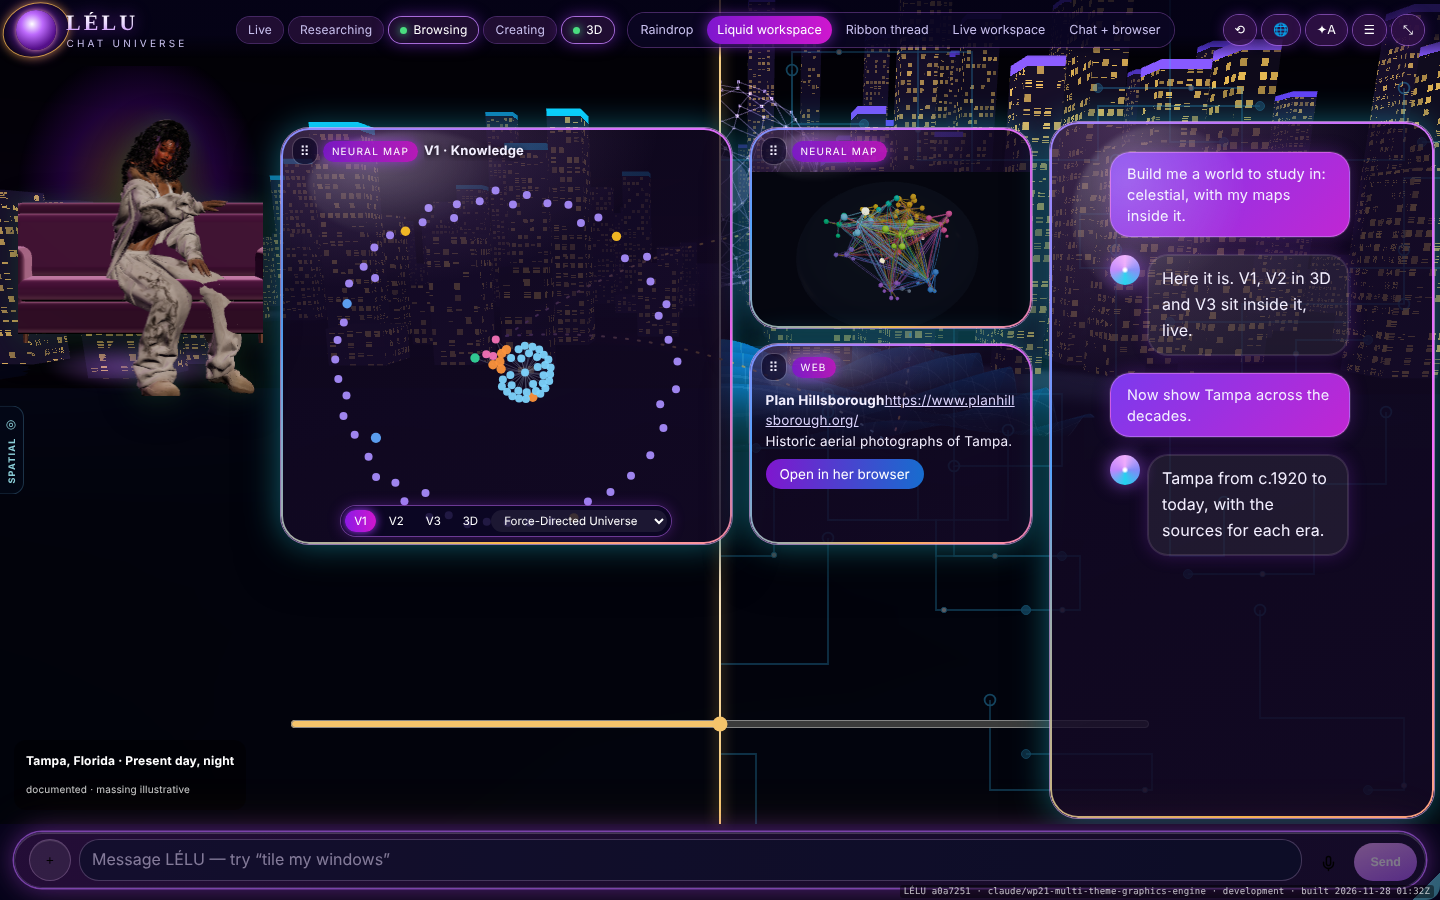 LÉLU
CHAT UNIVERSE
Live
Researching
Browsing
Creating
3D
Raindrop
Liquid workspace
Ribbon thread
Live workspace
Chat + browser
A
NEURAL MAP
V1 · Knowledge
V1
V2
V3
3D
Force-Directed Universe
NEURAL MAP
WEB
Plan Hillsboroughhttps://www.planhill
sborough.org/
Historic aerial photographs of Tampa.
Open in her browser
Build me a world to study in:
celestial, with my maps
inside it.
Here it is. V1, V2 in 3D
and V3 sit inside it,
live.
Now show Tampa across the
decades.
Tampa from c.1920 to
today, with the
sources for each era.
SPATIAL
Tampa, Florida · Present day, night
documented · massing illustrative
Message LÉLU — try “tile my windows”
Send
LÉLU a0a7251 · claude/wp21-multi-theme-graphics-engine · development · built 2026-11-28 01:32Z